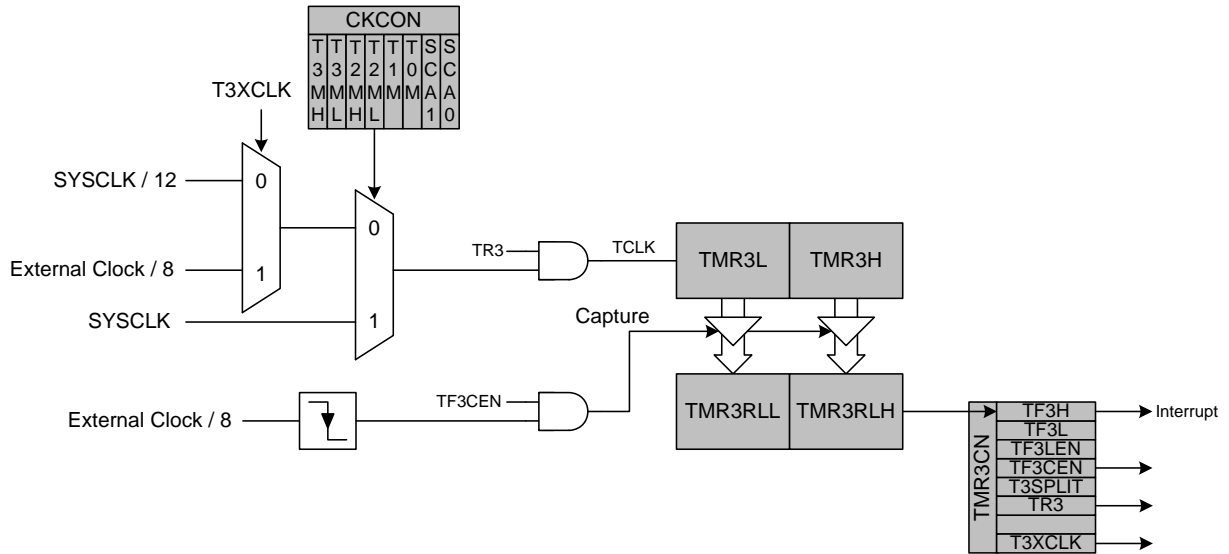 CKCON
T3MH
T3ML
T2MH
T2ML
T1M
T0M
SCA1
SCA0
T3XCLK
SYSCLK / 12
0
External Clock / 8
1
0
SYSCLK
1
TR3
TCLK
TMR3L
TMR3H
Capture
External Clock / 8
TF3CEN
TMR3RLL
TMR3RLH
TMR3CN
TF3H
Interrupt
TF3L
TF3LEN
TF3CEN
T3SPLIT
TR3
T3XCLK